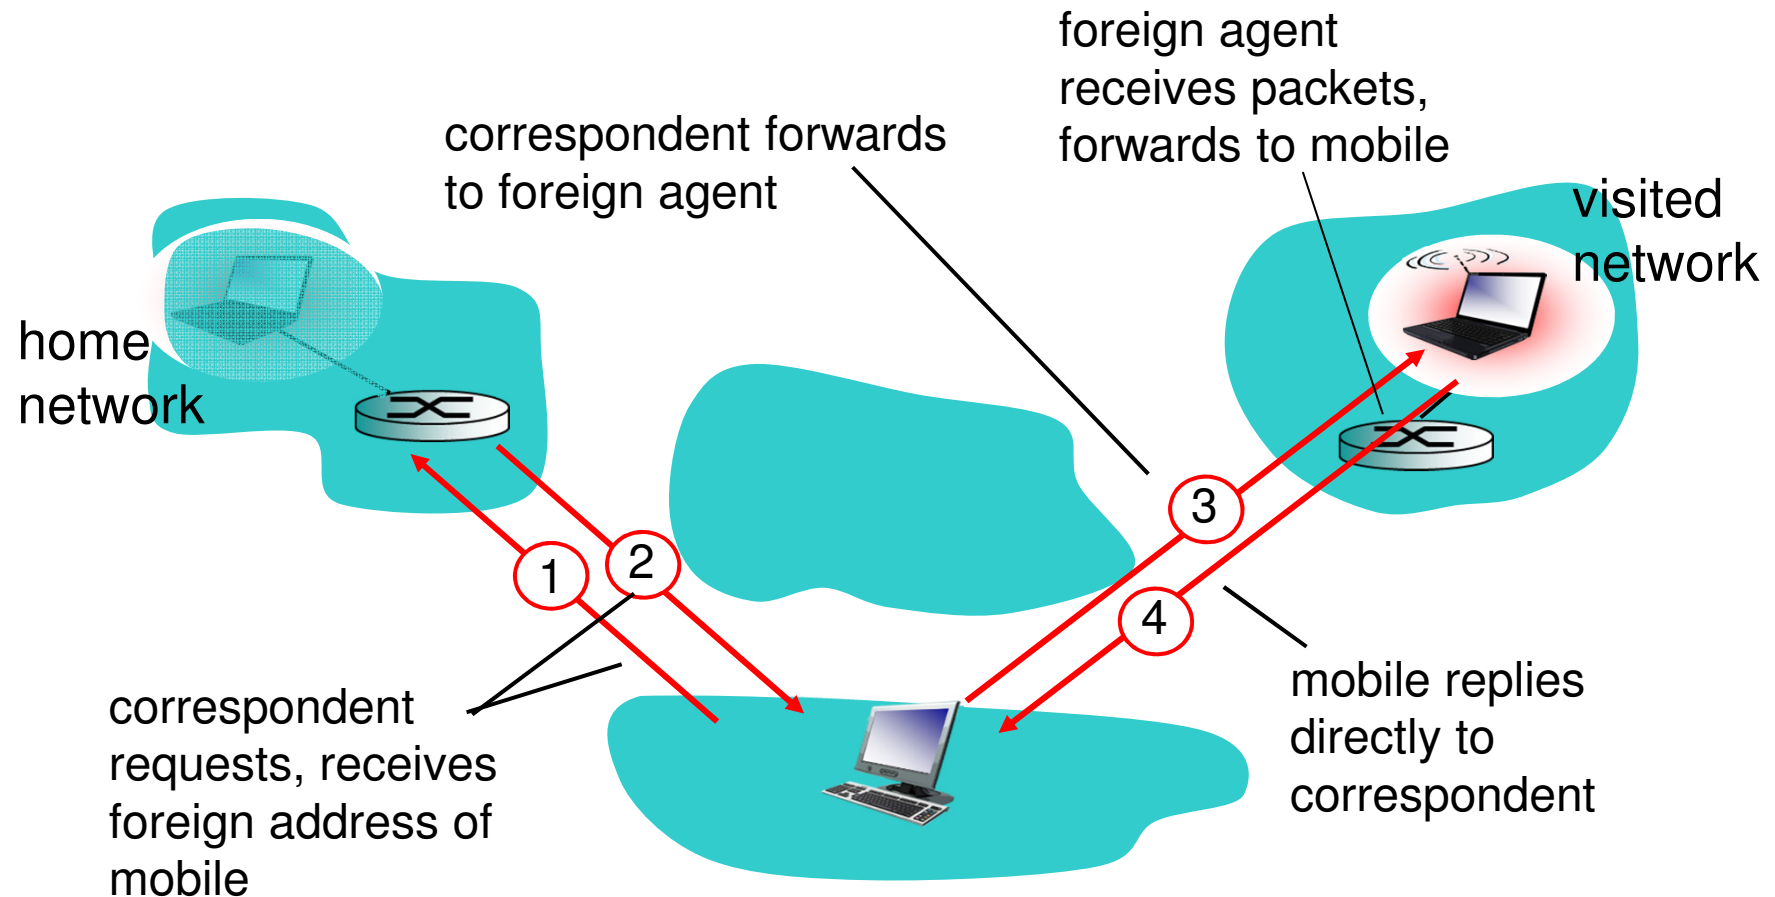 foreign agent
receives packets,
forwards to mobile
correspondent forwards
to foreign agent
visited
network
home
network
3
2
1
4
correspondent
requests, receives
foreign address of
mobile
mobile replies
directly to
correspondent